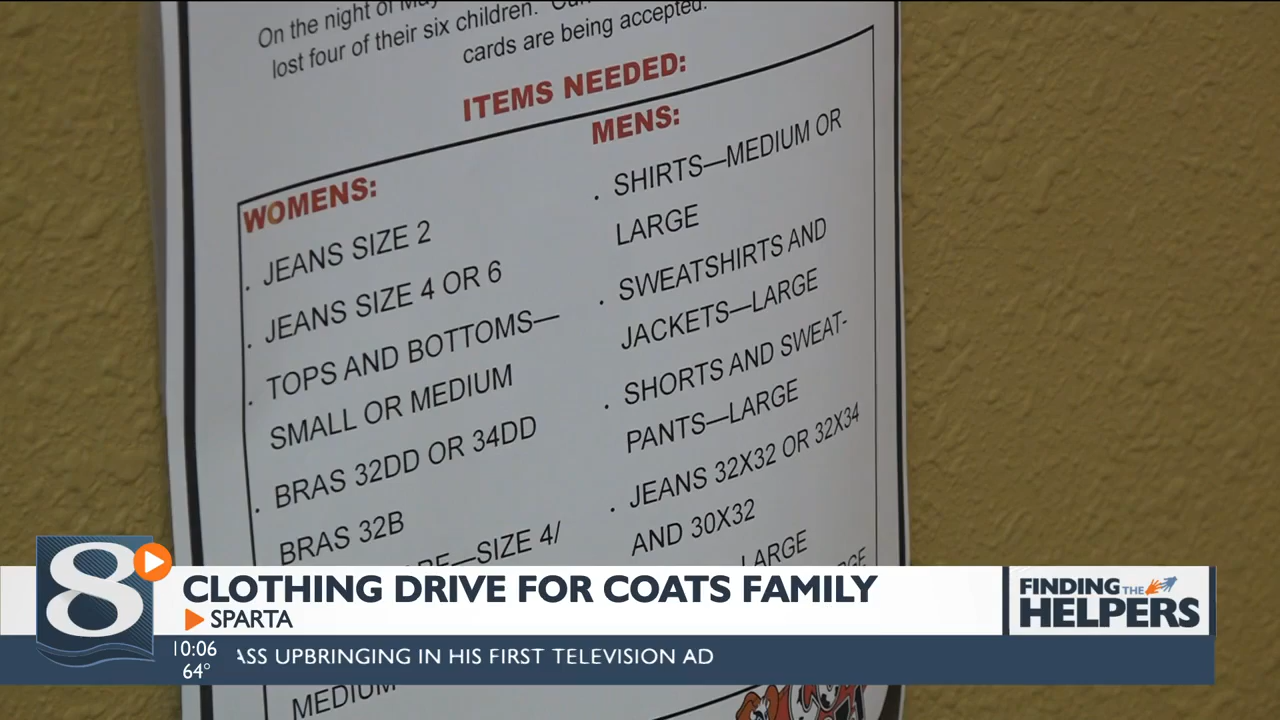 On the night of May
lost four of their six children.
cards are being accepted.
ITEMS NEEDED:
WOMENS:
. JEANS SIZE 2
. JEANS SIZE 4 OR 6
. TOPS AND BOTTOMS—
SMALL OR MEDIUM
. BRAS 32DD OR 34DD
BRAS 32B
SIZE 4/
MEDIUM
MENS:
. SHIRTS—MEDIUM OR
LARGE
. SWEATSHIRTS AND
JACKETS—LARGE
. SHORTS AND SWEAT-
PANTS—LARGE
. JEANS 32X32 OR 32X34
AND 30X32
LARGE
8
CLOTHING DRIVE FOR COATS FAMILY
SPARTA
FINDING THE
HELPERS
10:06
64°
ASS UPBRINGING IN HIS FIRST TELEVISION AD